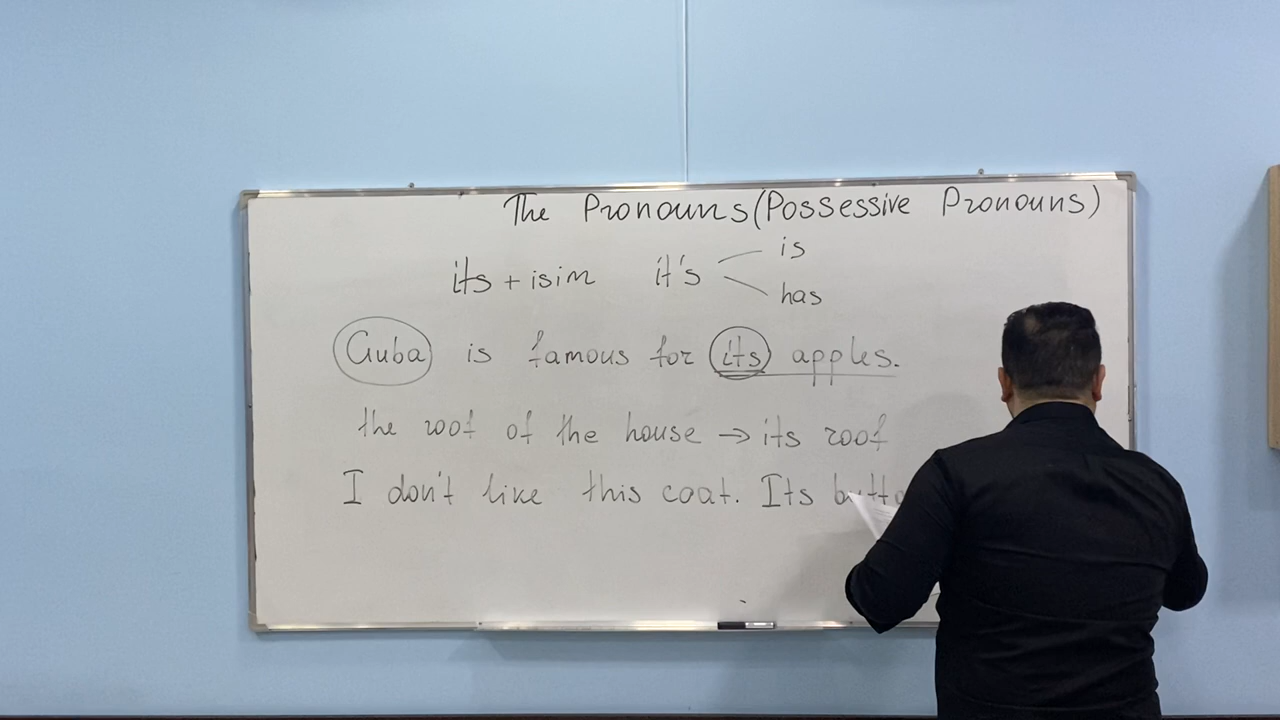 The Pronouns (Possessive Pronouns)
its + isim it's is
has
Guba is famous for its apples.
the roof of the house → its roof
I don't like this coat. Its